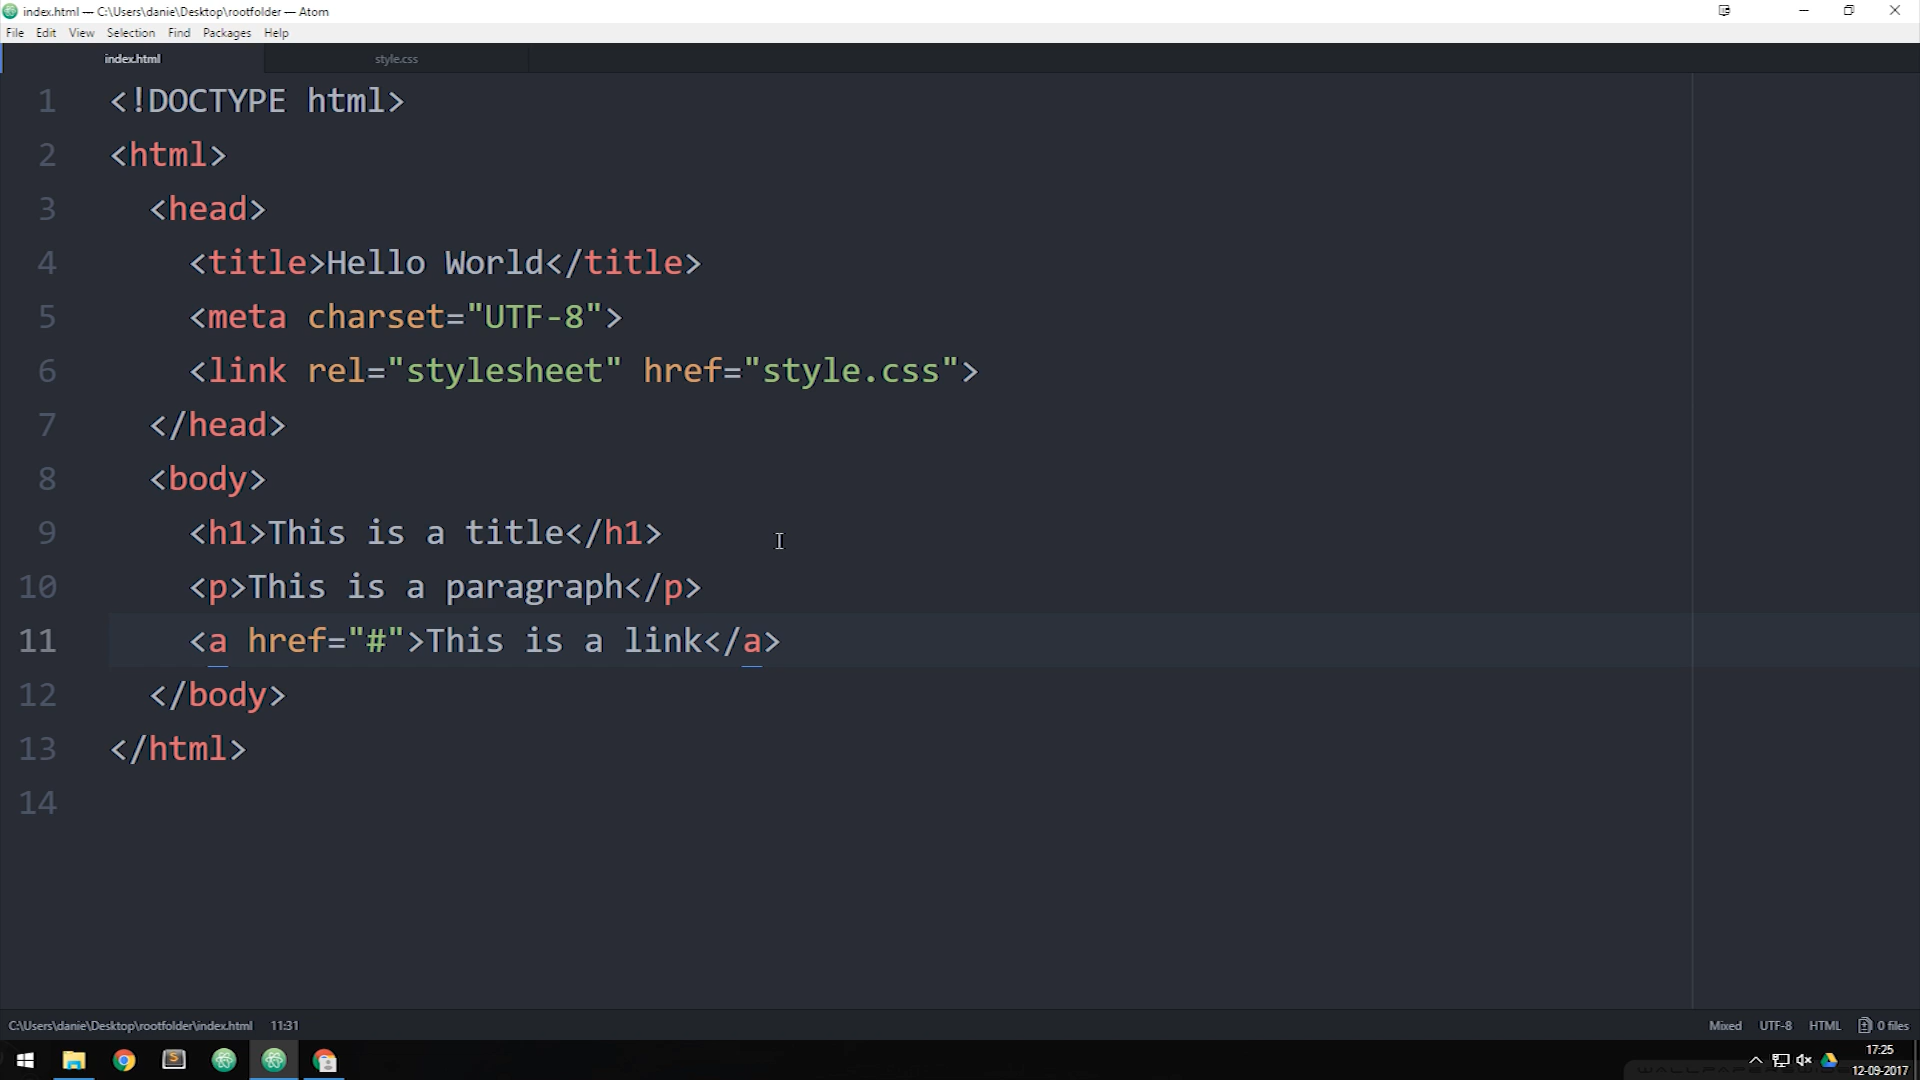 index.html — C:\Users\danie\Desktop\rootfolder — Atom
File Edit View Selection Find Packages Help
index.html style.css
1 <!DOCTYPE html>
2 <html>
3 <head>
4 <title>Hello World</title>
5 <meta charset="UTF-8">
6 <link rel="stylesheet" href="style.css">
7 </head>
8 <body>
9 <h1>This is a title</h1>
10 <p>This is a paragraph</p>
11 <a href="#">This is a link</a>
12 </body>
13 </html>
14
C:\Users\danie\Desktop\rootfolder\index.html 11:31 Mixed UTF-8 HTML 0 files
17:25
12-09-2017